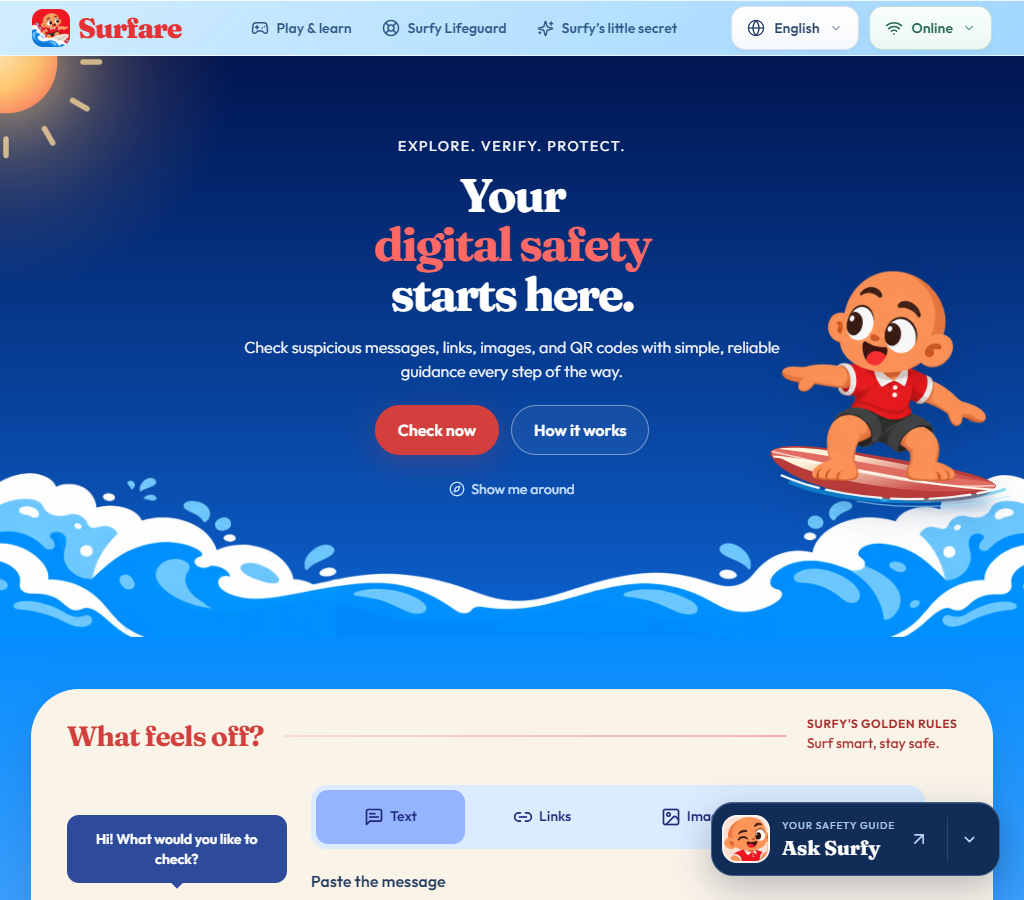 Surfare
Play & learn
Surfy Lifeguard
Surfy's little secret
English
Online
EXPLORE. VERIFY. PROTECT.
Your
digital safety
starts here.
Check suspicious messages, links, images, and QR codes with simple, reliable
guidance every step of the way.
Check now
How it works
Show me around
What feels off?
SURFY'S GOLDEN RULES
Surf smart, stay safe.
Hi! What would you like to
check?
Text
Links
YOUR SAFETY GUIDE
Ask Surfy
Paste the message